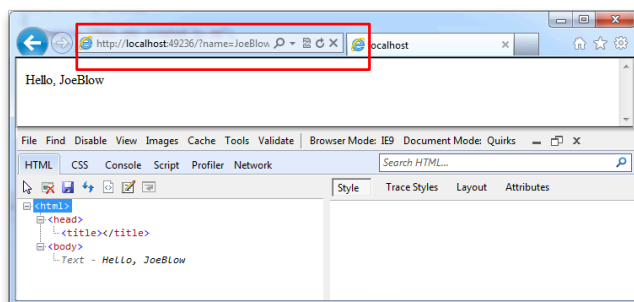 http://localhost:49236/?name=JoeBlow
ocalhost
Hello, JoeBlow
File Find Disable View Images Cache Tools Validate Browser Mode: IE9 Document Mode: Quirks
HTML CSS Console Script Profiler Network Search HTML...
Style Trace Styles Layout Attributes
<html>
<head>
<title></title>
<body>
Text - Hello, JoeBlow